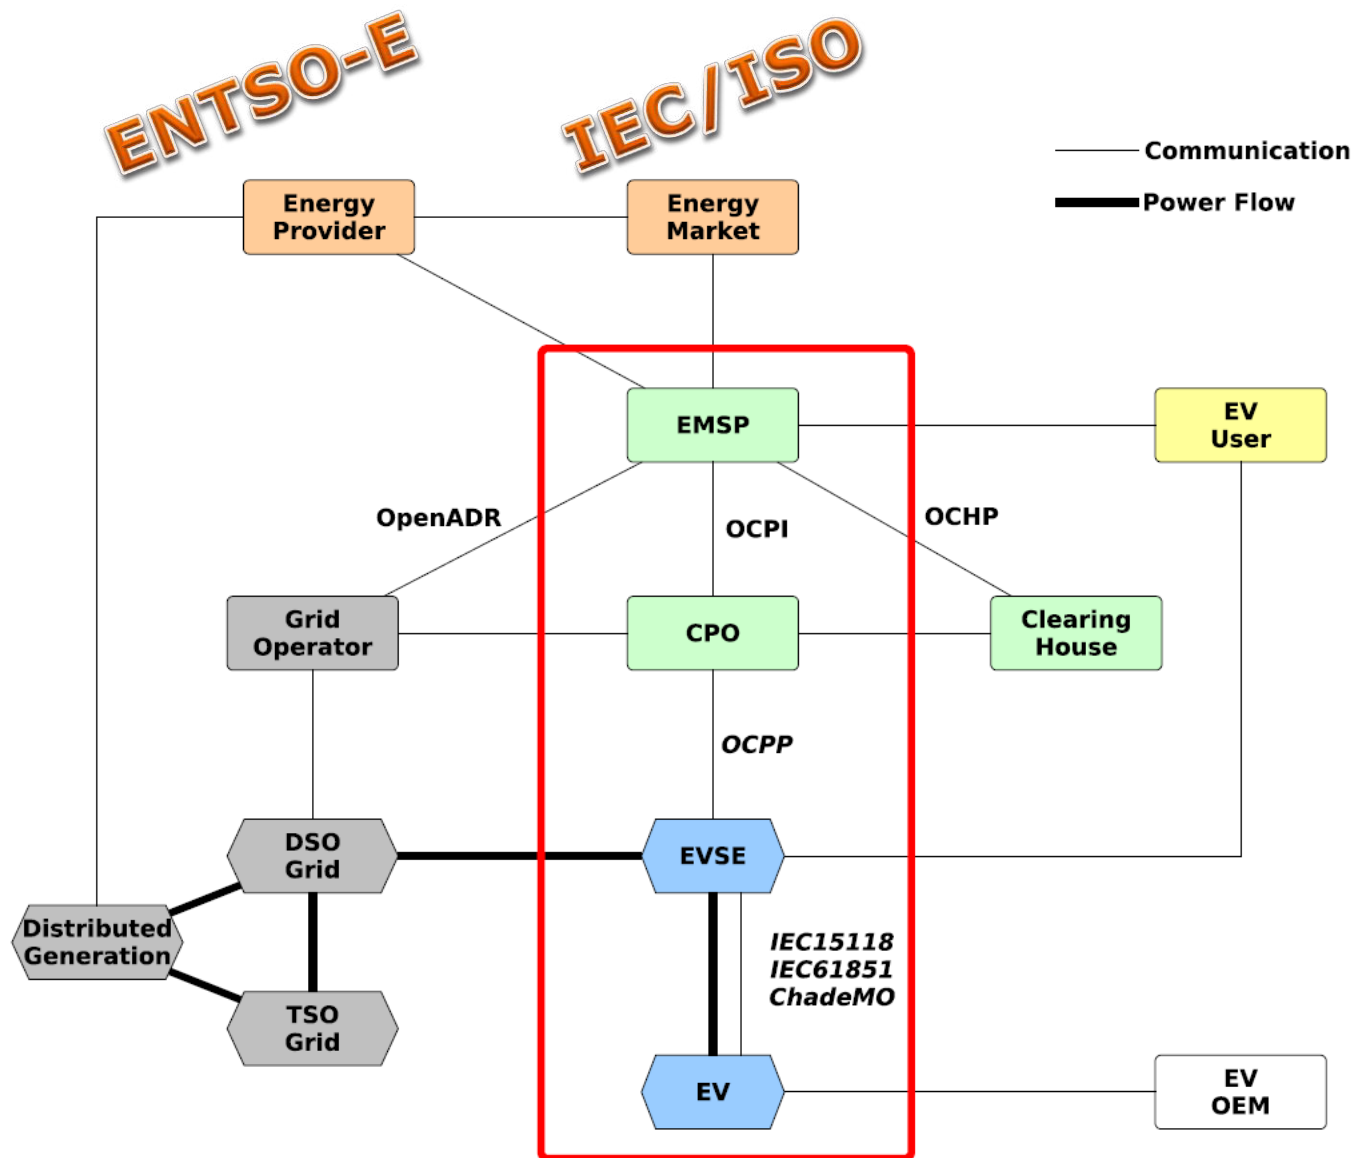 ENTSO-E
IEC/ISO
Communication
Power Flow
Energy
Provider
Energy
Market
EMSP
EV
User
OpenADR
OCPI
OCHP
Grid
Operator
CPO
Clearing
House
OCPP
DSO
Grid
EVSE
Distributed
Generation
IEC15118
IEC61851
ChadeMO
TSO
Grid
EV
EV
OEM